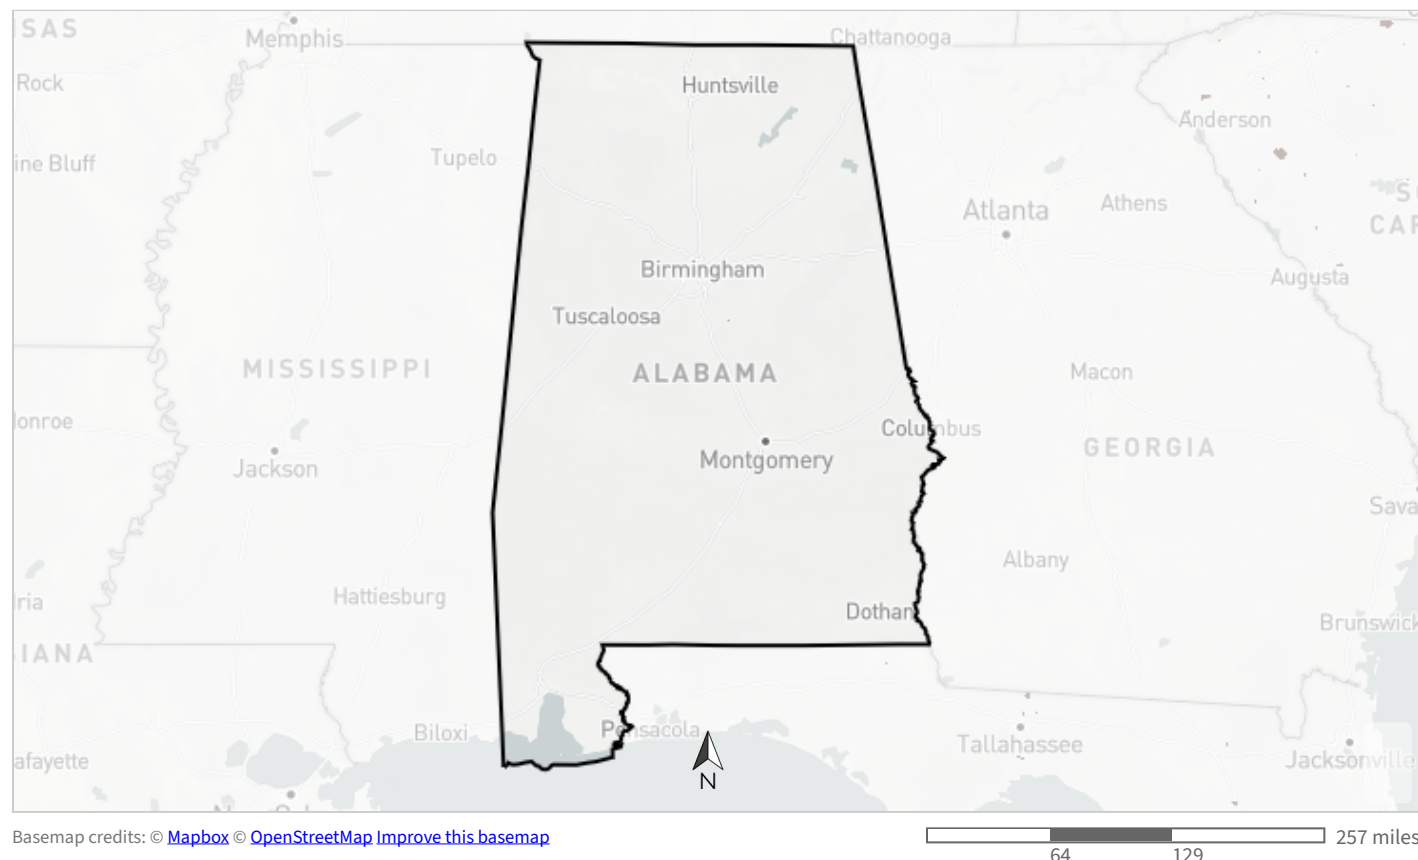 SAS
Memphis
Chattanooga
Rock
Huntsville
Anderson
Tupelo
ine Bluff
Atlanta
Athens
S
CAR
Birmingham
Augusta
Tuscaloosa
MISSISSIPPI
ALABAMA
Macon
onroe
Columbus
Jackson
Montgomery
GEORGIA
Sava
Albany
ria
Hattiesburg
Dothan
Brunswick
IANA
Biloxi
Pensacola
Tallahassee
afayette
Jacksonville
N
Basemap credits: © Mapbox © OpenStreetMap Improve this basemap
257 miles
64
129